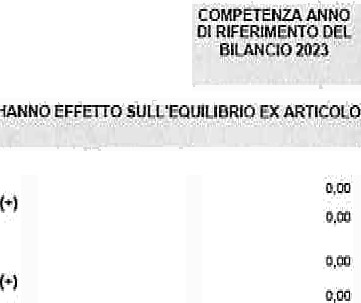 COMPETENZA ANNO
DI RIFERIMENTO DEL
BILANCIO 2023
HANNO EFFETTO SULL'EQUILIBRIO EX ARTICOLO
0,00
(+)
0,00
0,00
(+)
0,00